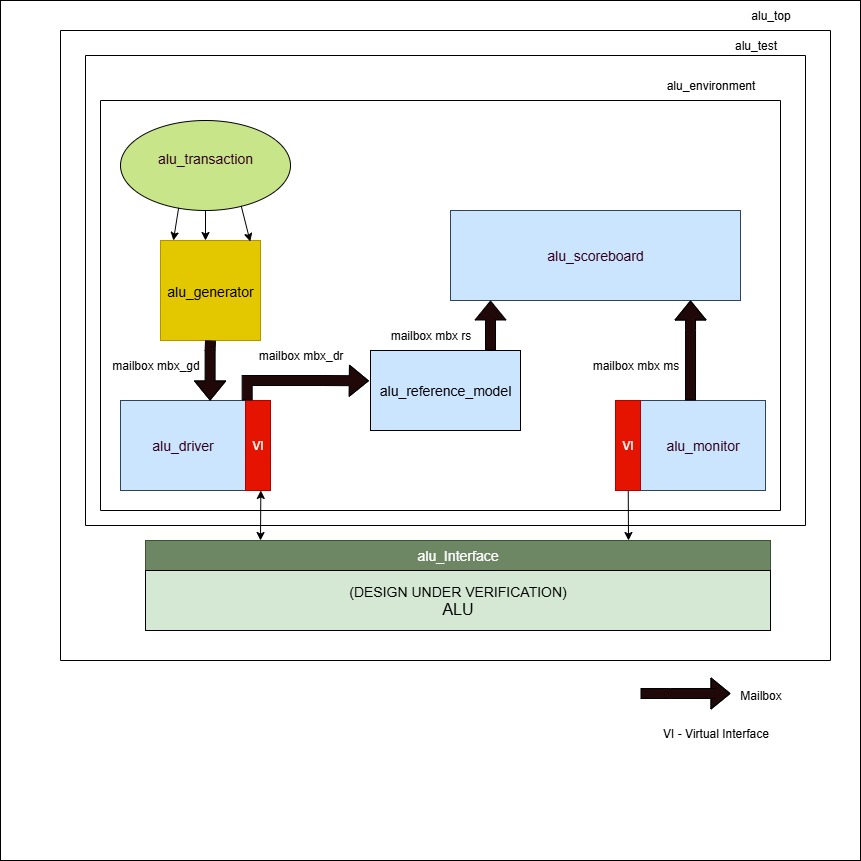 alu_top
alu_test
alu_environment
alu_transaction
alu_scoreboard
alu_generator
mailbox mbx_gd
mailbox mbx_dr
mailbox mbx rs
mailbox mbx ms
alu_reference_model
alu_driver
VI
VI
alu_monitor
alu_Interface
(DESIGN UNDER VERIFICATION)
ALU
Mailbox
VI - Virtual Interface